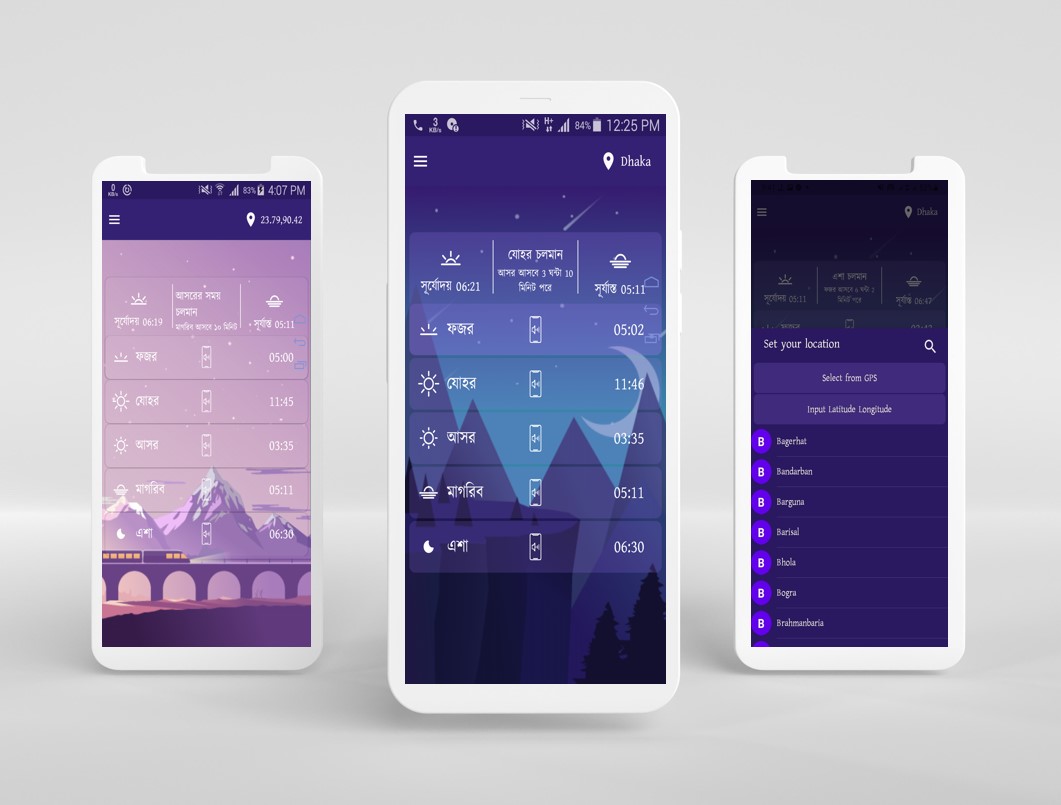 0
KB/s
83% 4:07 PM
23.79,90.42
সূর্যোদয় 06:19
আসরের সময়
চলমান
মাগরিব আসবে ১০ মিনিট
সূর্যাস্ত 05:11
ফজর 05:00
যোহর 11:45
আসর 03:35
মাগরিব 05:11
এশা 06:30
3
KB/s
H+ 84% 12:25 PM
Dhaka
সূর্যোদয় 06:21
যোহর চলমান
আসর আসবে 3 ঘন্টা 10
মিনিট পরে
সূর্যাস্ত 05:11
ফজর 05:02
যোহর 11:46
আসর 03:35
মাগরিব 05:11
এশা 06:30
Dhaka
সূর্যোদয় 05:11
এশা চলমান
মিনিট পরে
সূর্যাস্ত 06:47
Set your location
Select from GPS
Input Latitude Longitude
B Bagerhat
B Bandarban
B Barguna
B Barisal
B Bhola
B Bogra
B Brahmanbaria